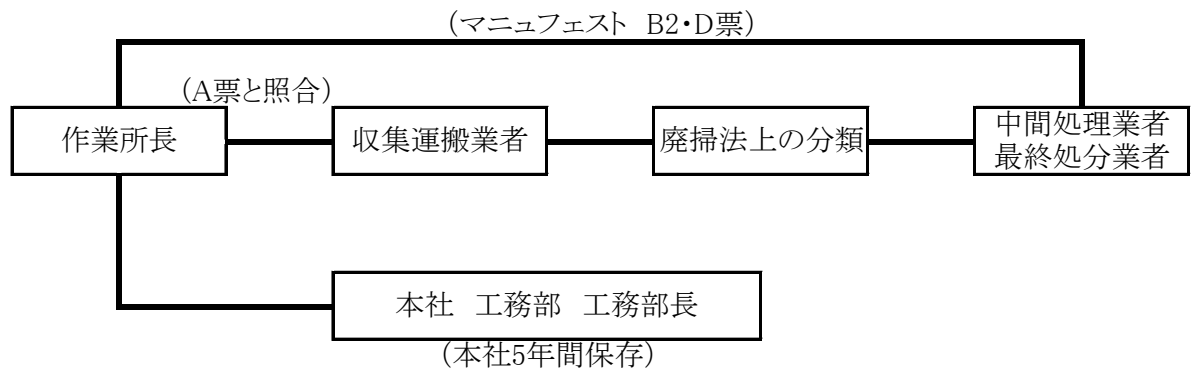 (マニュフェスト B2・D票)
(A票と照合)
作業所長
収集運搬業者
廃掃法上の分類
中間処理業者
最終処分業者
本社 工務部 工務部長
(本社5年間保存)